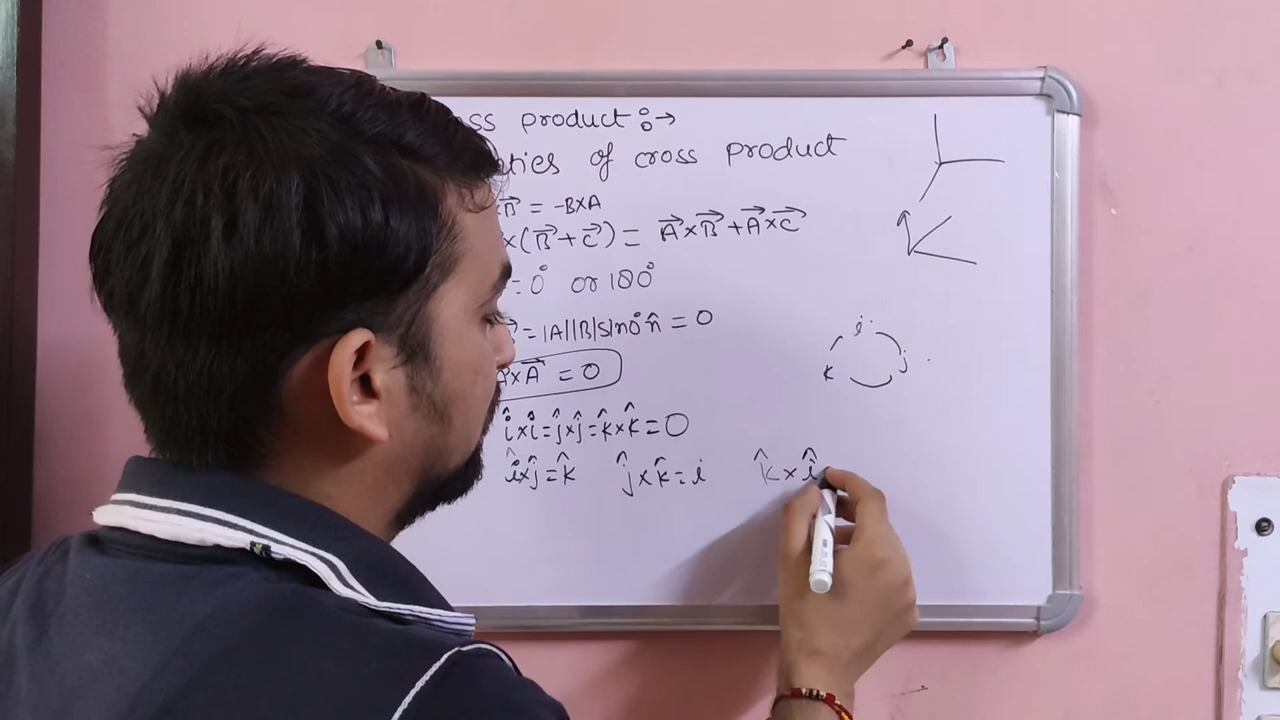 ss product :→
ties of cross product
B⃗ = -B×A
×(B⃗+C⃗) = A⃗×B⃗+A⃗×C⃗
=0° or 180°
=|A||B|sin0°n̂ = 0
×A⃗ = 0
î×î=ĵ×ĵ=k̂×k̂=0
î×ĵ=k̂ ĵ×k̂=i k̂×î
i
j
k